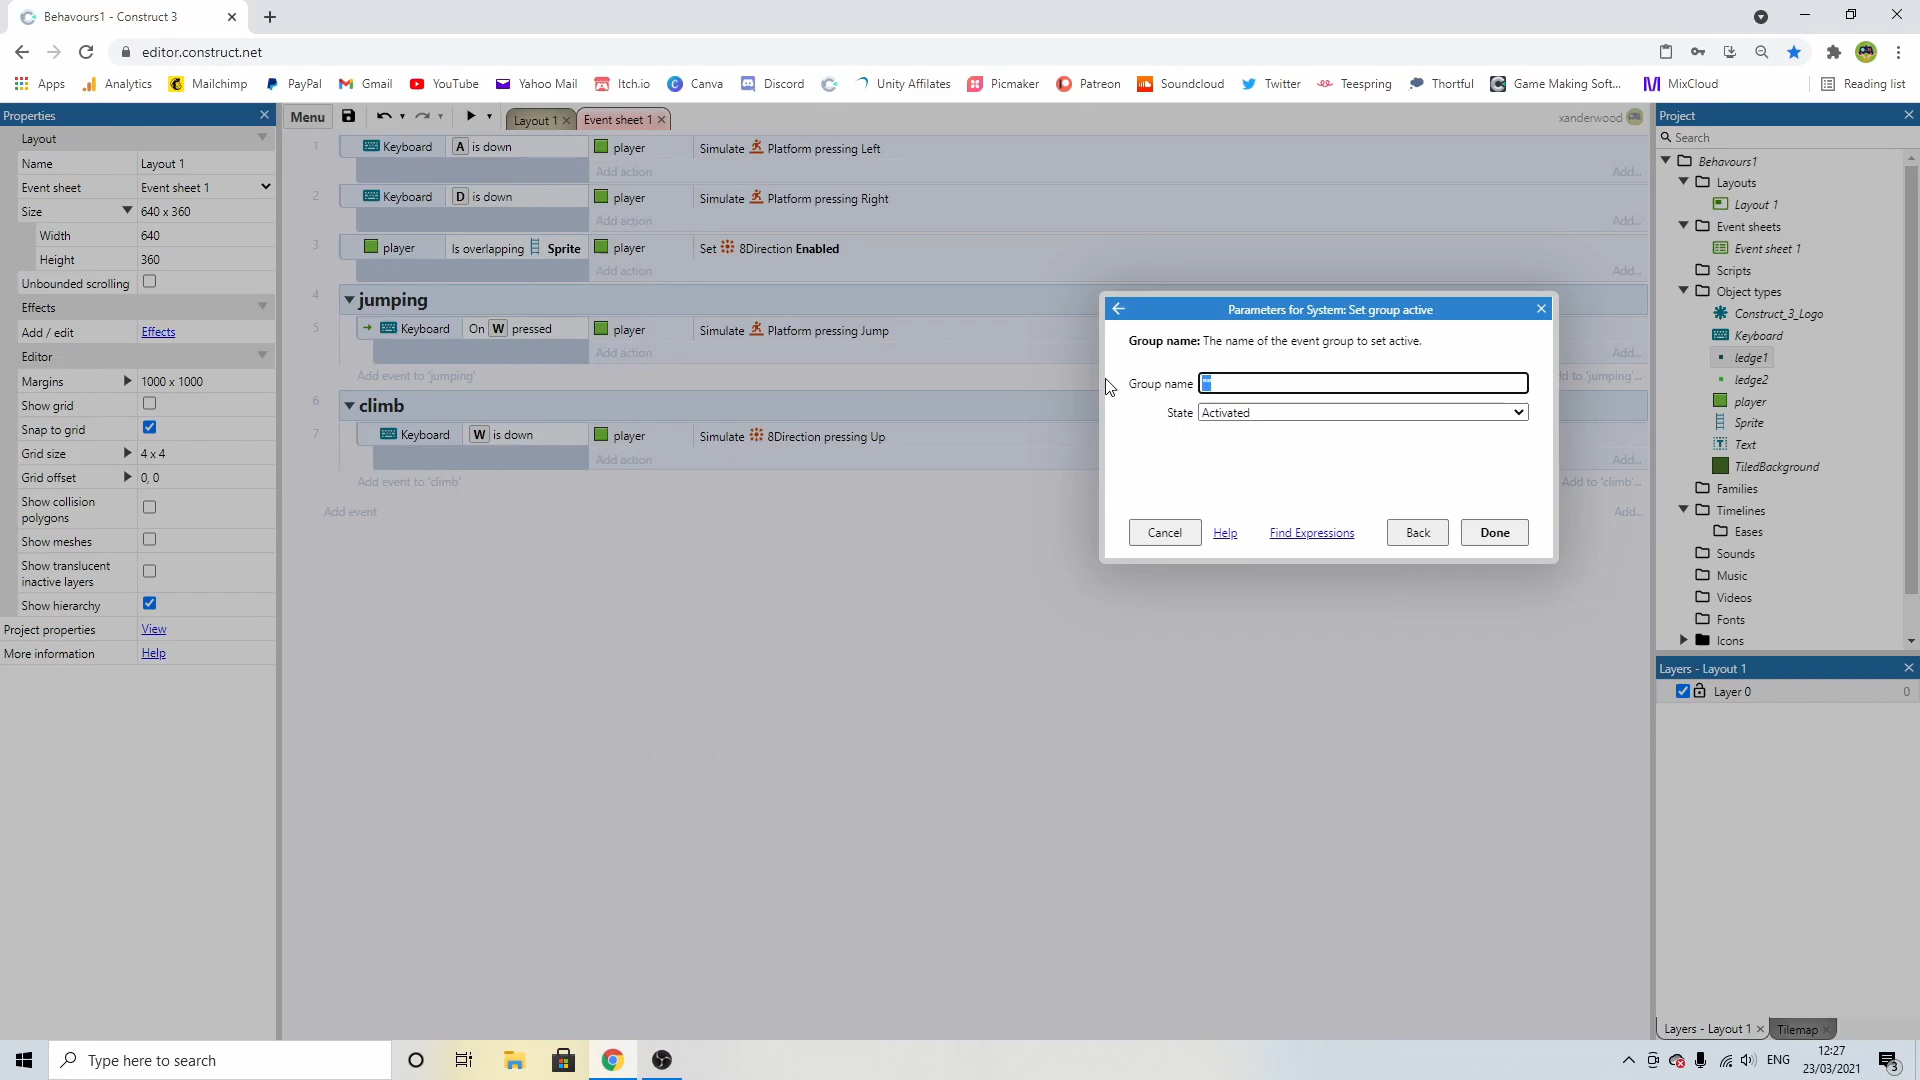 Behavours1 - Construct 3
editor.construct.net
Apps Analytics Mailchimp PayPal Gmail YouTube Yahoo Mail Itch.io Canva Discord Unity Affilates Picmaker Patreon Soundcloud Twitter Teespring Thortful Game Making Soft... MixCloud Reading list
Properties
Layout
Name Layout 1
Event sheet Event sheet 1
Size 640 x 360
Width 640
Height 360
Unbounded scrolling
Effects
Add / edit Effects
Editor
Margins 1000 x 1000
Show grid
Snap to grid
Grid size 4 x 4
Grid offset 0, 0
Show collision
polygons
Show meshes
Show translucent
inactive layers
Show hierarchy
Project properties View
More information Help
Menu Layout 1 Event sheet 1 xanderwood
1 Keyboard A is down player Simulate Platform pressing Left
Add action Add...
2 Keyboard D is down player Simulate Platform pressing Right
Add action Add...
3 player Is overlapping Sprite player Set 8Direction Enabled
Add action Add...
4 jumping
5 Keyboard On W pressed player Simulate Platform pressing Jump
Add action Add...
Add event to 'jumping' dd to 'jumping'...
6 climb
7 Keyboard W is down player Simulate 8Direction pressing Up
Add action Add...
Add event to 'climb' Add to 'climb'...
Add event Add...
Parameters for System: Set group active
Group name: The name of the event group to set active.
Group name ""
State Activated
Cancel Help Find Expressions Back Done
Project
Search
Behavours1
Layouts
Layout 1
Event sheets
Event sheet 1
Scripts
Object types
Construct_3_Logo
Keyboard
ledge1
ledge2
player
Sprite
Text
TiledBackground
Families
Timelines
Eases
Sounds
Music
Videos
Fonts
Icons
Layers - Layout 1
Layer 0 0
Layers - Layout 1 Tilemap
Type here to search
ENG
12:27
23/03/2021
3